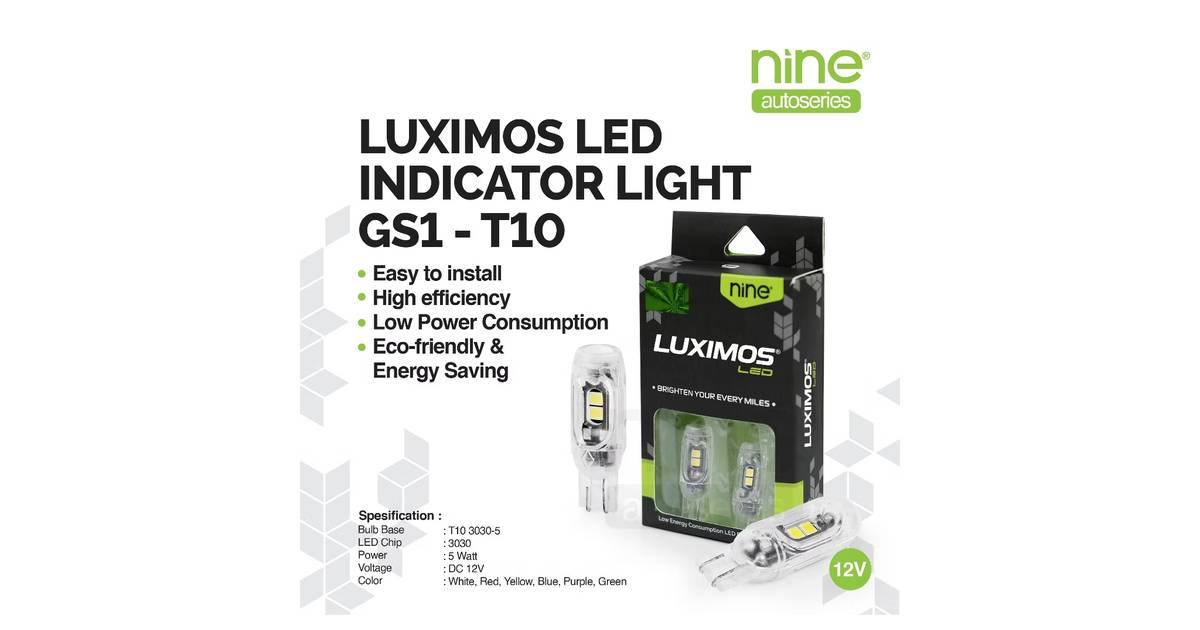 nine®
autoseries
LUXIMOS LED
INDICATOR LIGHT
GS1 - T10
• Easy to install
• High efficiency
• Low Power Consumption
• Eco-friendly &
Energy Saving
nine®
LUXIMOS®
LED
• BRIGHTEN YOUR EVERY MILES •
LUXIMOS
LED
Low Energy Consumption LED
Spesification :
Bulb Base : T10 3030-5
LED Chip : 3030
Power : 5 Watt
Voltage : DC 12V
Color : White, Red, Yellow, Blue, Purple, Green
12V